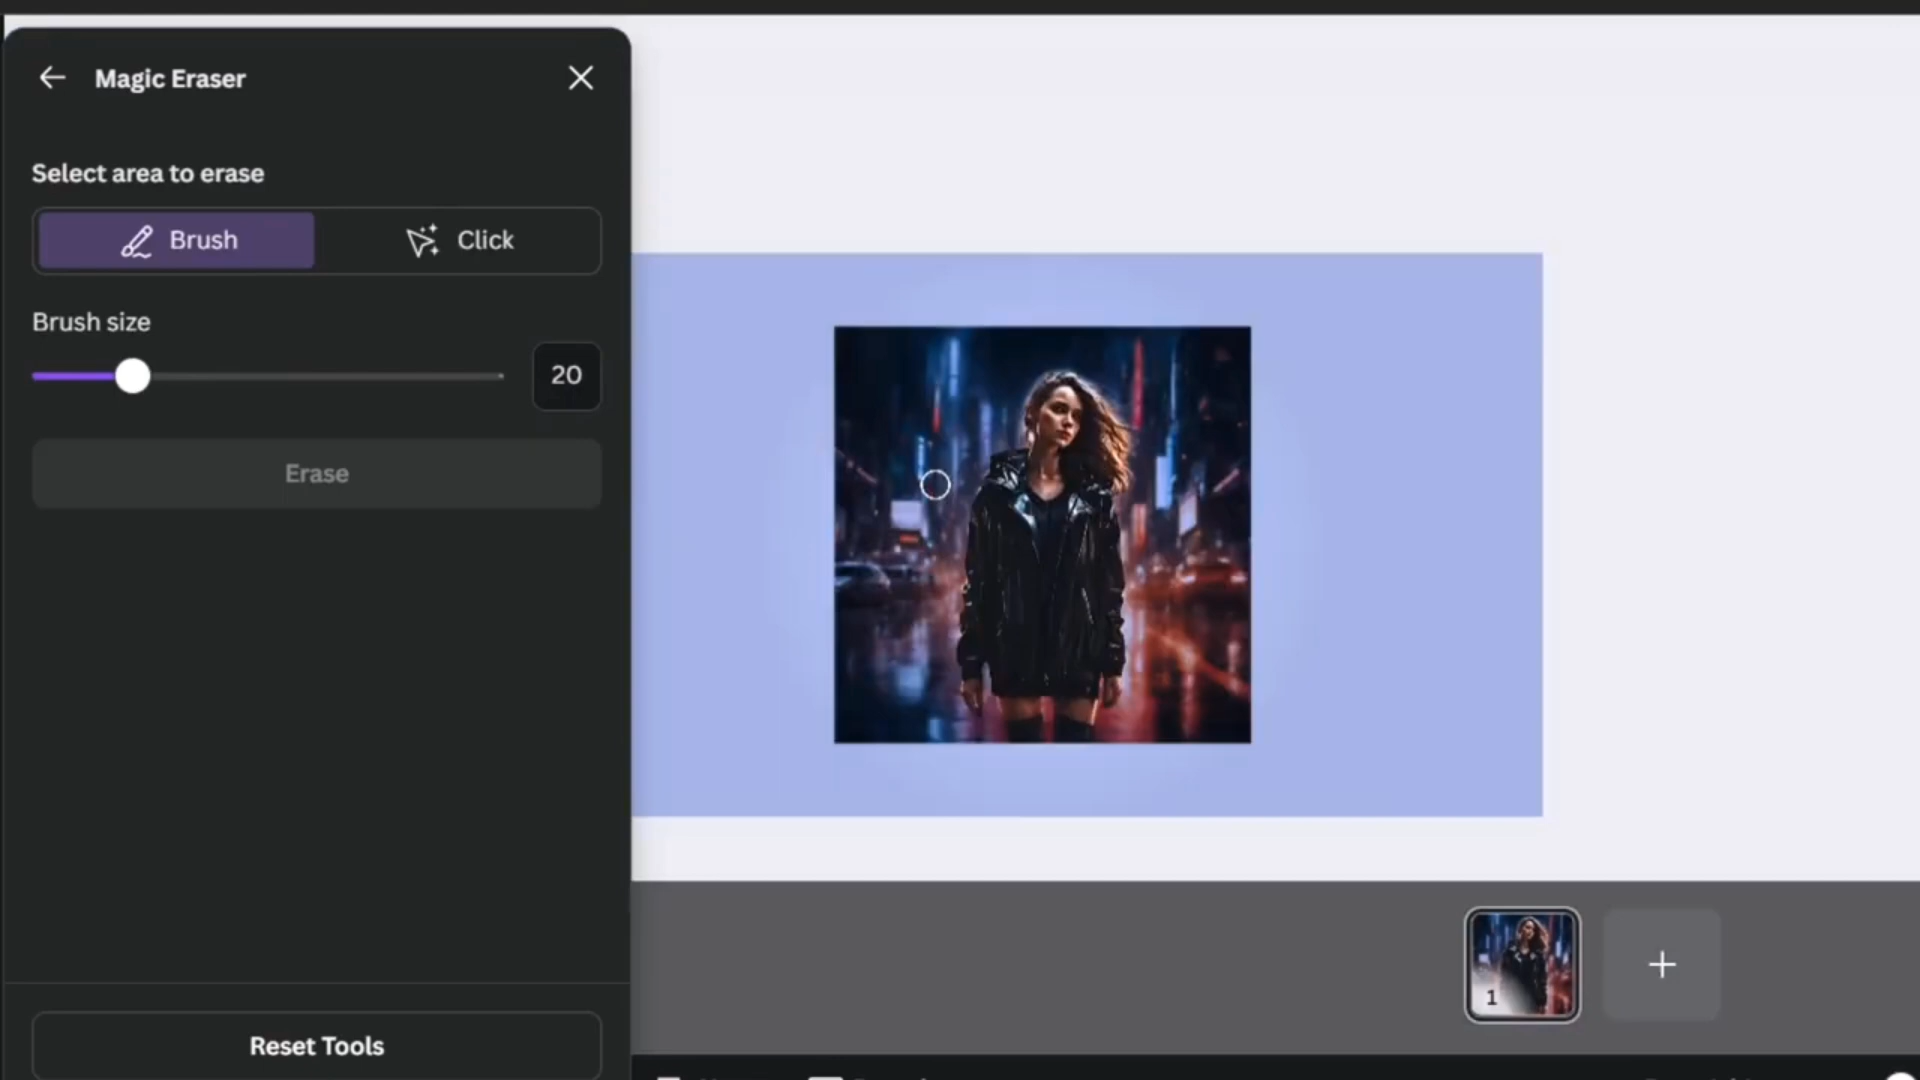 Magic Eraser
Select area to erase
Brush
Click
Brush size
20
Erase
1
Reset Tools